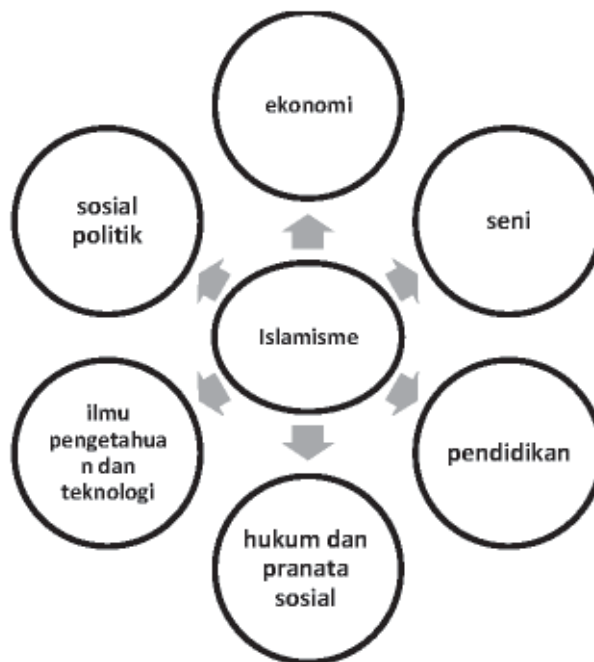 ekonomi
seni
pendidikan
hukum dan
pranata
sosial
ilmu
pengetahua
n dan
teknologi
sosial
politik
Islamisme